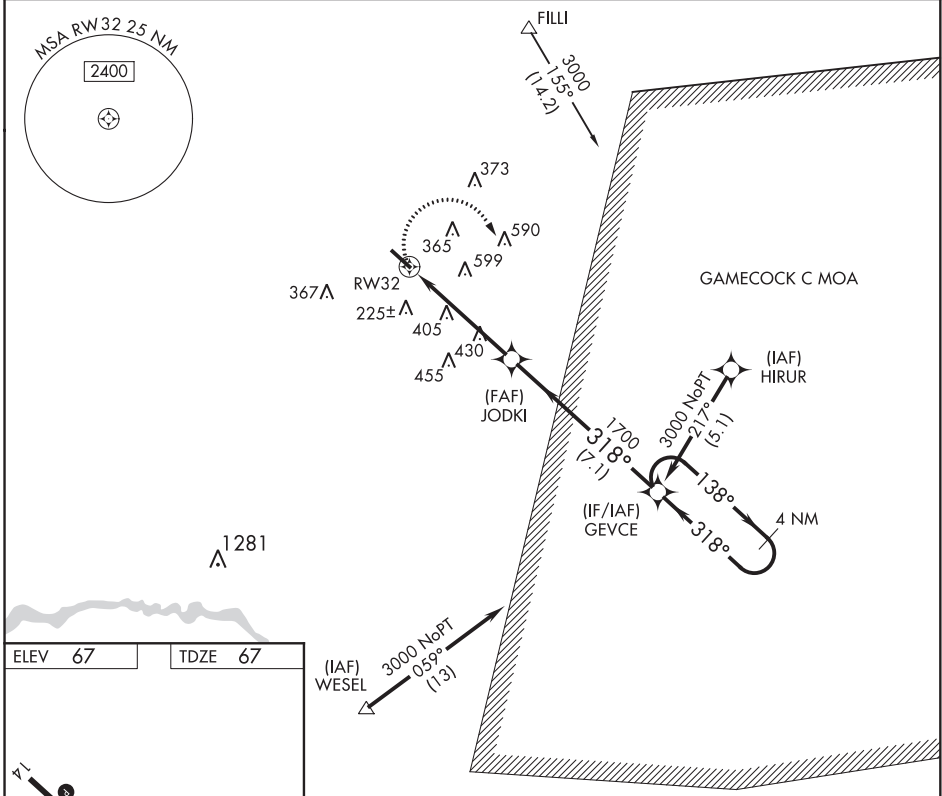 MSA RW32 25 NM
2400
FILLI
3000
155°
(14.2)
373
365
590
599
RW32
367
225±
405
430
455
GAMECOCK C MOA
(FAF)
JODKI
(IAF)
HIRUR
3000 NoPT
217°
(5.1)
1700
318°
(7.1)
138°
4 NM
318°
(IF/IAF)
GEVCE
1281
3000 NoPT
059°
(13)
(IAF)
WESEL
ELEV 67
TDZE 67
14